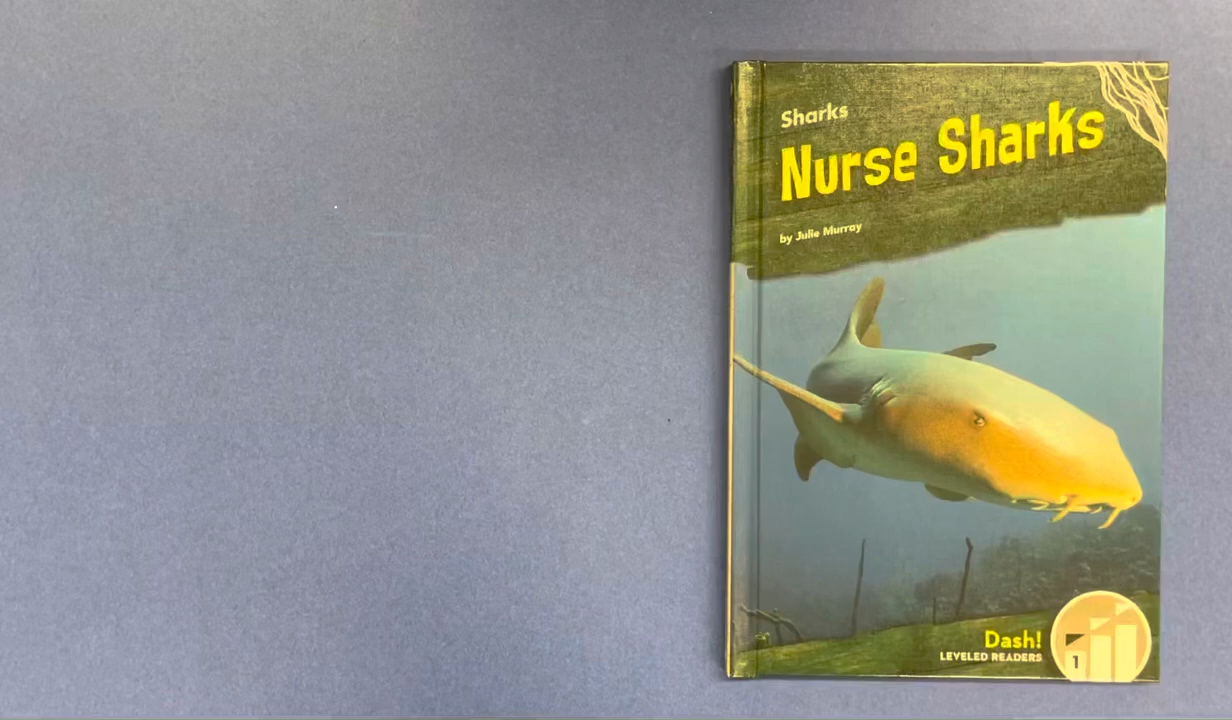 Sharks
Nurse Sharks
by Julie Murray
Dash!
LEVELED READERS
1